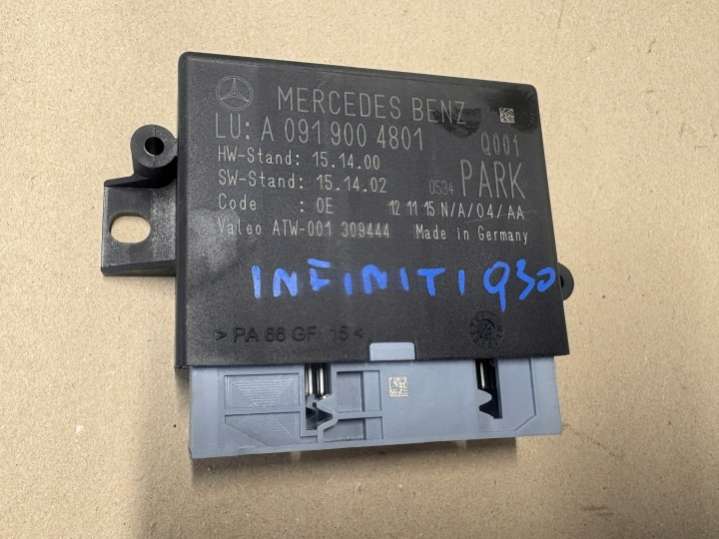 MERCEDES BENZ
LU: A 091 900 4801 Q001
HW-Stand: 15.14.00
SW-Stand: 15.14.02 0534 PARK
Code : 0E 12 11 15 N/A/04/AA
Valeo ATW-001 309444 Made in Germany
INFINITI Q30
> PA 66 GF 15 <